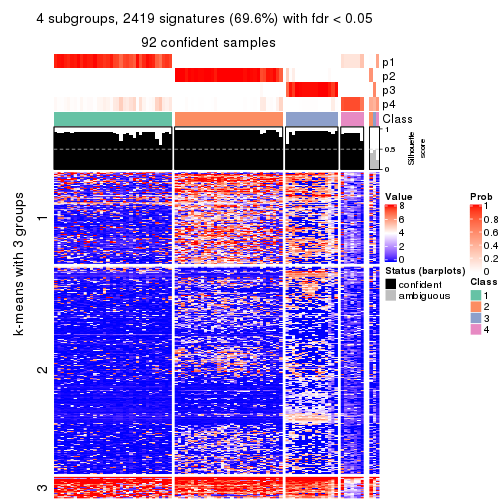 4 subgroups, 2419 signatures (69.6%) with fdr < 0.05
92 confident samples
p1
p2
p3
p4
Class
1
0.5
0
Silhouette
score
k-means with 3 groups
1
2
3
Value
8
6
4
2
0
Status (barplots)
confident
ambiguous
Prob
1
0.8
0.6
0.4
0.2
0
Class
1
2
3
4